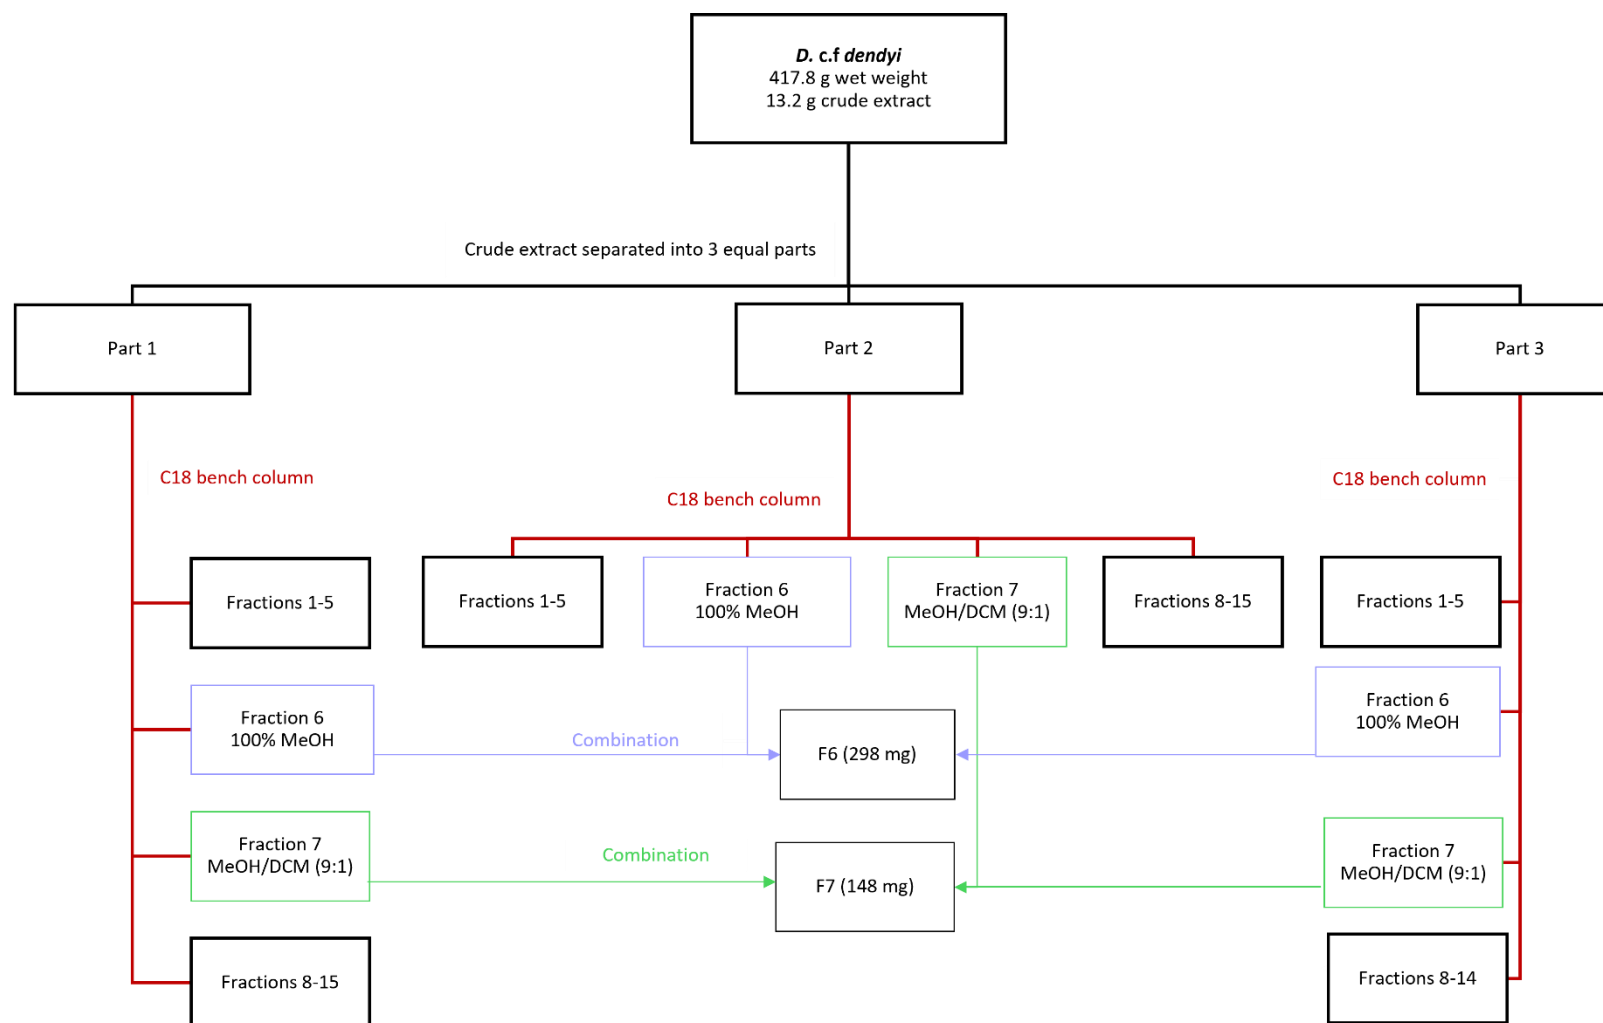 D. c.f dendyi
417.8 g wet weight
13.2 g crude extract
Crude extract separated into 3 equal parts
Part 1
Part 2
Part 3
C18 bench column
C18 bench column
C18 bench column
Fractions 1-5
Fractions 1-5
Fraction 6
100% MeOH
Fraction 7
MeOH/DCM (9:1)
Fractions 8-15
Fractions 1-5
Fraction 6
100% MeOH
Combination
F6 (298 mg)
Fraction 6
100% MeOH
Fraction 7
MeOH/DCM (9:1)
Combination
F7 (148 mg)
Fraction 7
MeOH/DCM (9:1)
Fractions 8-15
Fractions 8-14